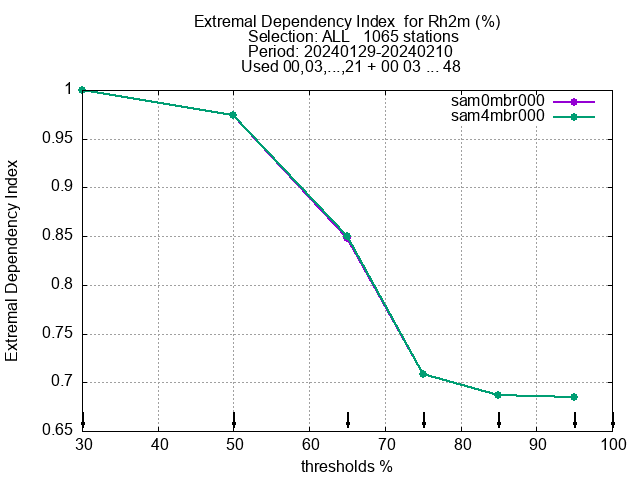 Extremal Dependency Index  for Rh2m (%)
Selection: ALL   1065 stations
Period: 20240129-20240210
Used 00,03,...,21 + 00 03 ... 48
sam0mbr000
sam4mbr000
Extremal Dependency Index
1
0.95
0.9
0.85
0.8
0.75
0.7
0.65
30 40 50 60 70 80 90 100
thresholds %